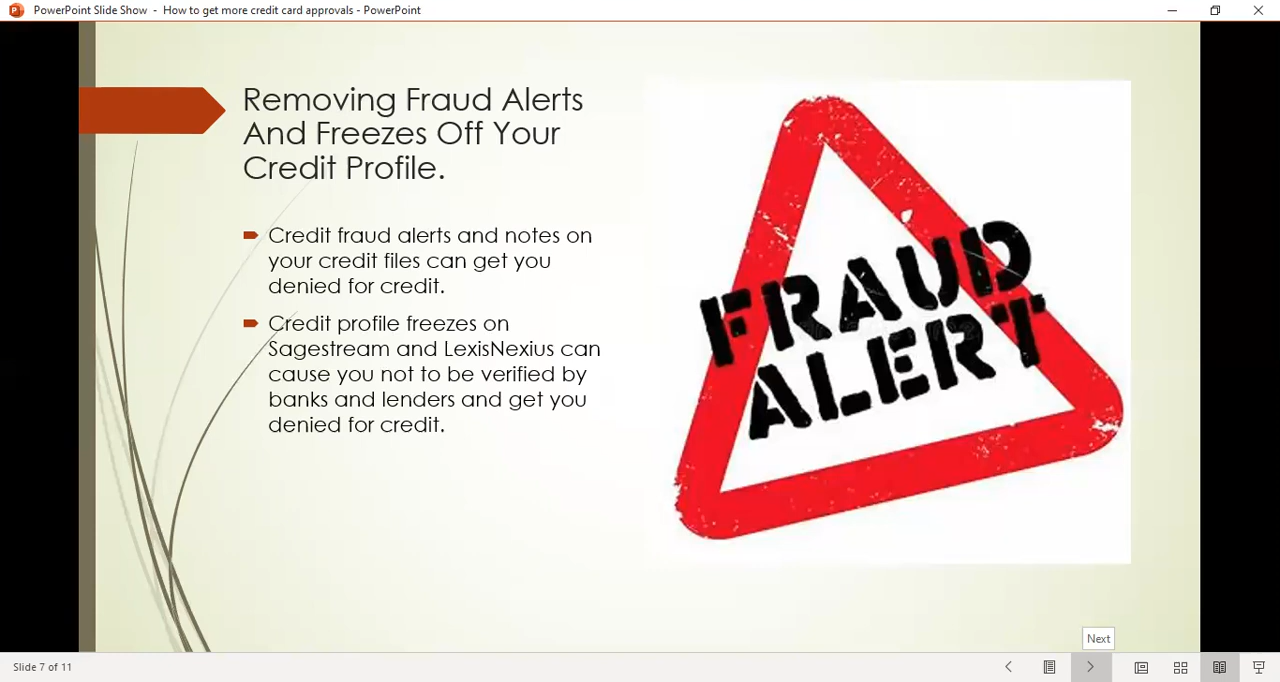 PowerPoint Slide Show - How to get more credit card approvals - PowerPoint
Removing Fraud Alerts
And Freezes Off Your
Credit Profile.
Credit fraud alerts and notes on
your credit files can get you
denied for credit.
Credit profile freezes on
Sagestream and LexisNexius can
cause you not to be verified by
banks and lenders and get you
denied for credit.
FRAUD
ALERT
Next
Slide 7 of 11